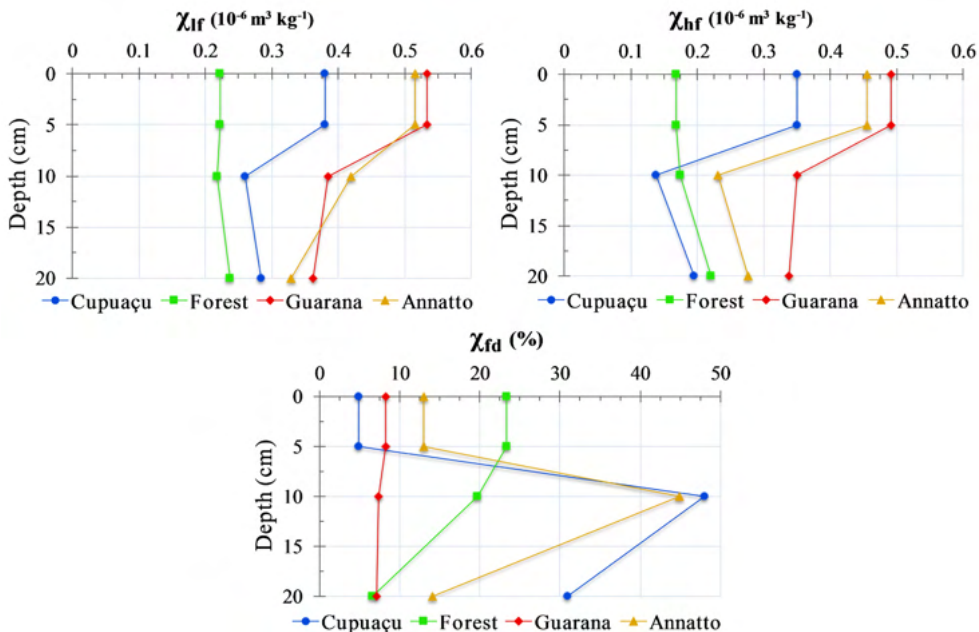 χlf (10⁻⁶ m³ kg⁻¹)
0 0.1 0.2 0.3 0.4 0.5 0.6
Depth (cm)
0
5
10
15
20
Cupuaçu Forest Guarana Annatto
χhf (10⁻⁶ m³ kg⁻¹)
0 0.1 0.2 0.3 0.4 0.5 0.6
Depth (cm)
0
5
10
15
20
Cupuaçu Forest Guarana Annatto
χfd (%)
0 10 20 30 40 50
Depth (cm)
0
5
10
15
20
Cupuaçu Forest Guarana Annatto